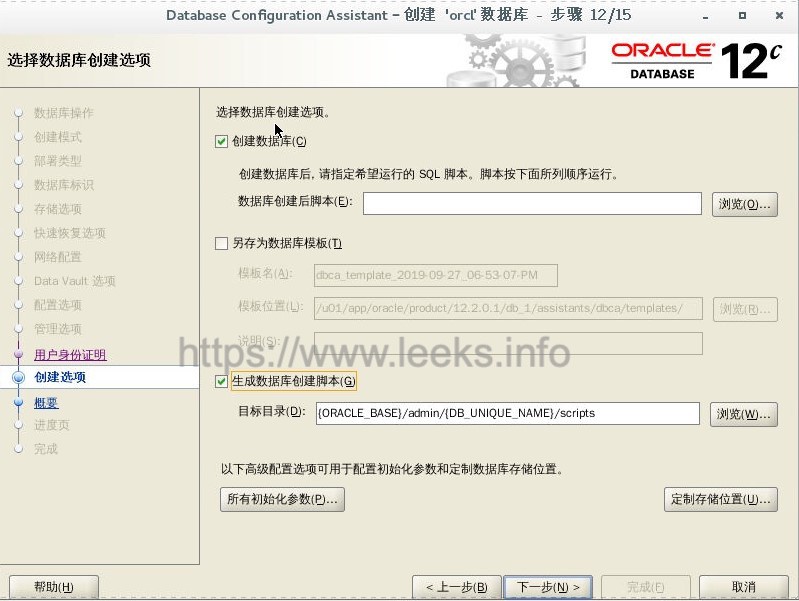 Database Configuration Assistant – 创建 'orcl' 数据库 - 步骤 12/15
选择数据库创建选项
ORACLE
DATABASE 12c
数据库操作
创建模式
部署类型
数据库标识
存储选项
快速恢复选项
网络配置
Data Vault 选项
配置选项
管理选项
用户身份证明
创建选项
概要
进度页
完成
选择数据库创建选项。
创建数据库(C)
创建数据库后, 请指定希望运行的 SQL 脚本。脚本按下面所列顺序运行。
数据库创建后脚本(E):
浏览(O)...
另存为数据库模板(T)
模板名(A): dbca_template_2019-09-27_06-53-07-PM
模板位置(L): /u01/app/oracle/product/12.2.0.1/db_1/assistants/dbca/templates/ 浏览(R)...
说明(S):
https://www.leeks.info
生成数据库创建脚本(G)
目标目录(D): {ORACLE_BASE}/admin/{DB_UNIQUE_NAME}/scripts 浏览(W)...
以下高级配置选项可用于配置初始化参数和定制数据库存储位置。
所有初始化参数(P)... 定制存储位置(U)...
帮助(H) < 上一步(B) 下一步(N) > 完成(F) 取消